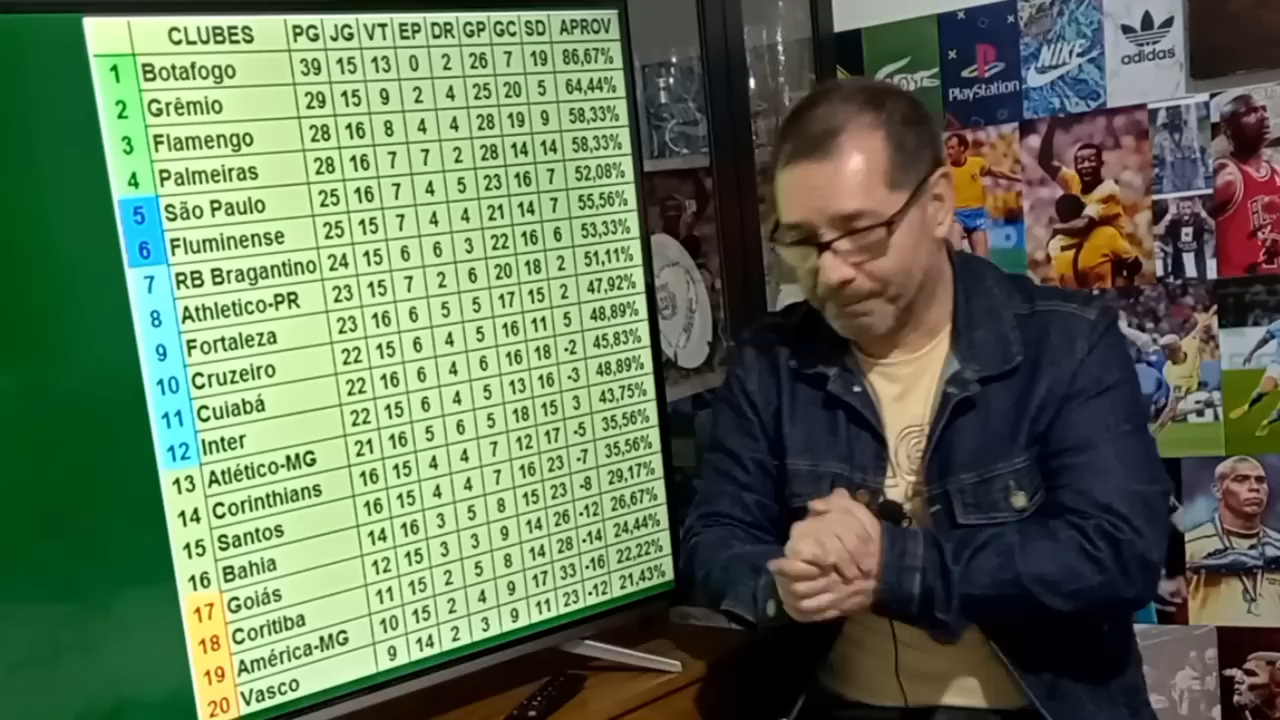 CLUBES PG JG VT EP DR GP GC SD APROV
1 Botafogo 39 15 13 0 2 26 7 19 86,67%
2 Grêmio 29 15 9 2 4 25 20 5 64,44%
3 Flamengo 28 16 8 4 4 28 19 9 58,33%
4 Palmeiras 28 16 7 7 2 28 14 14 58,33%
5 São Paulo 25 16 7 4 5 23 16 7 52,08%
6 Fluminense 25 15 7 4 4 21 14 7 55,56%
7 RB Bragantino 24 15 6 6 3 22 16 6 53,33%
8 Athletico-PR 23 15 7 2 6 20 18 2 51,11%
9 Fortaleza 23 16 6 5 5 17 15 2 47,92%
10 Cruzeiro 22 15 6 4 5 16 11 5 48,89%
11 Cuiabá 22 16 6 4 6 16 18 -2 45,83%
12 Inter 22 15 6 4 5 13 16 -3 48,89%
13 Atlético-MG 21 16 5 6 5 18 15 3 43,75%
14 Corinthians 16 15 4 4 7 12 17 -5 35,56%
15 Santos 16 15 4 4 7 16 23 -7 35,56%
16 Bahia 14 16 3 5 8 15 23 -8 29,17%
17 Goiás 12 15 3 3 9 14 26 -12 26,67%
18 Coritiba 11 15 2 5 8 14 28 -14 24,44%
19 América-MG 10 15 2 4 9 17 33 -16 22,22%
20 Vasco 9 14 2 3 9 11 23 -12 21,43%
PlayStation
NIKE
adidas